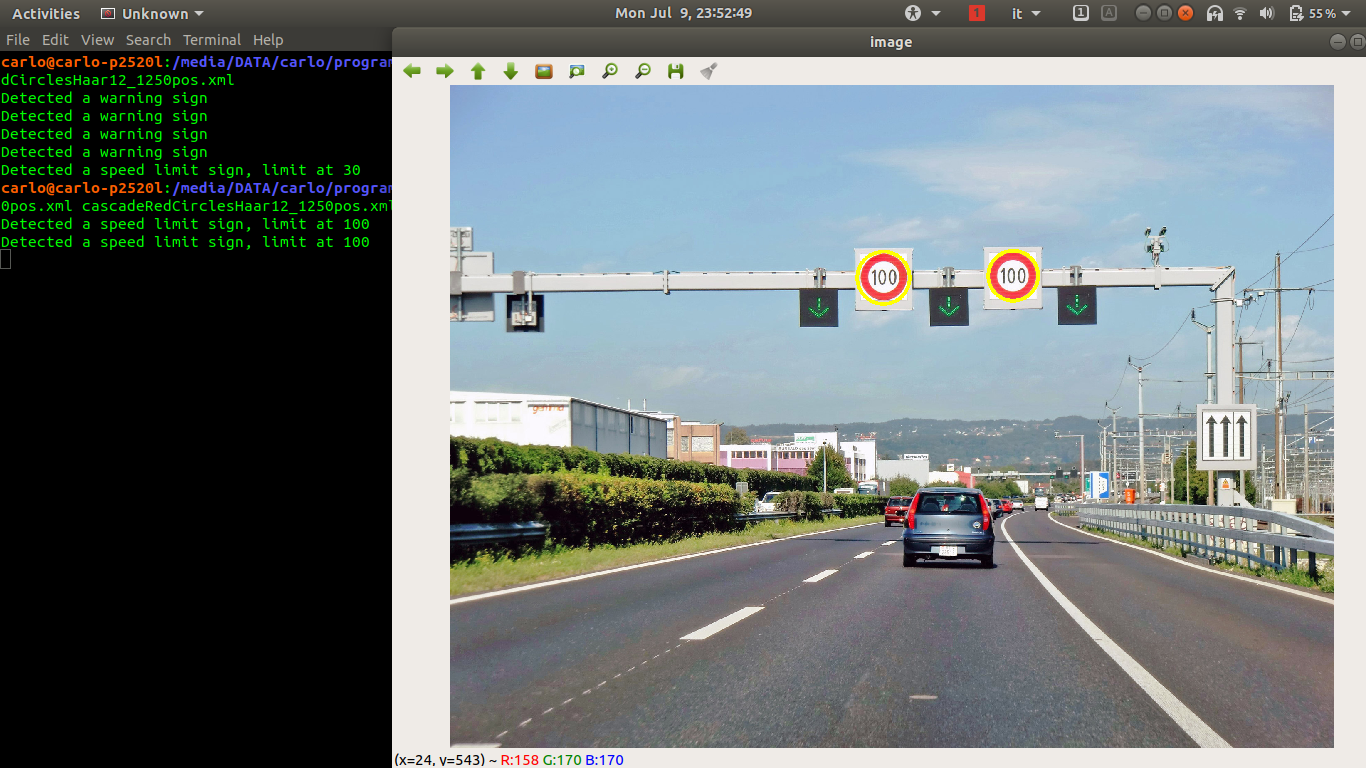 Activities Unknown Mon Jul 9, 23:52:49 1 it 1 A 55 %
File Edit View Search Terminal Help
image
carlo@carlo-p2520l:/media/DATA/carlo/program
dCirclesHaar12_1250pos.xml
Detected a warning sign
Detected a warning sign
Detected a warning sign
Detected a warning sign
Detected a speed limit sign, limit at 30
carlo@carlo-p2520l:/media/DATA/carlo/program
0pos.xml cascadeRedCirclesHaar12_1250pos.xml
Detected a speed limit sign, limit at 100
Detected a speed limit sign, limit at 100
100 100
(x=24, y=543) ~ R:158 G:170 B:170